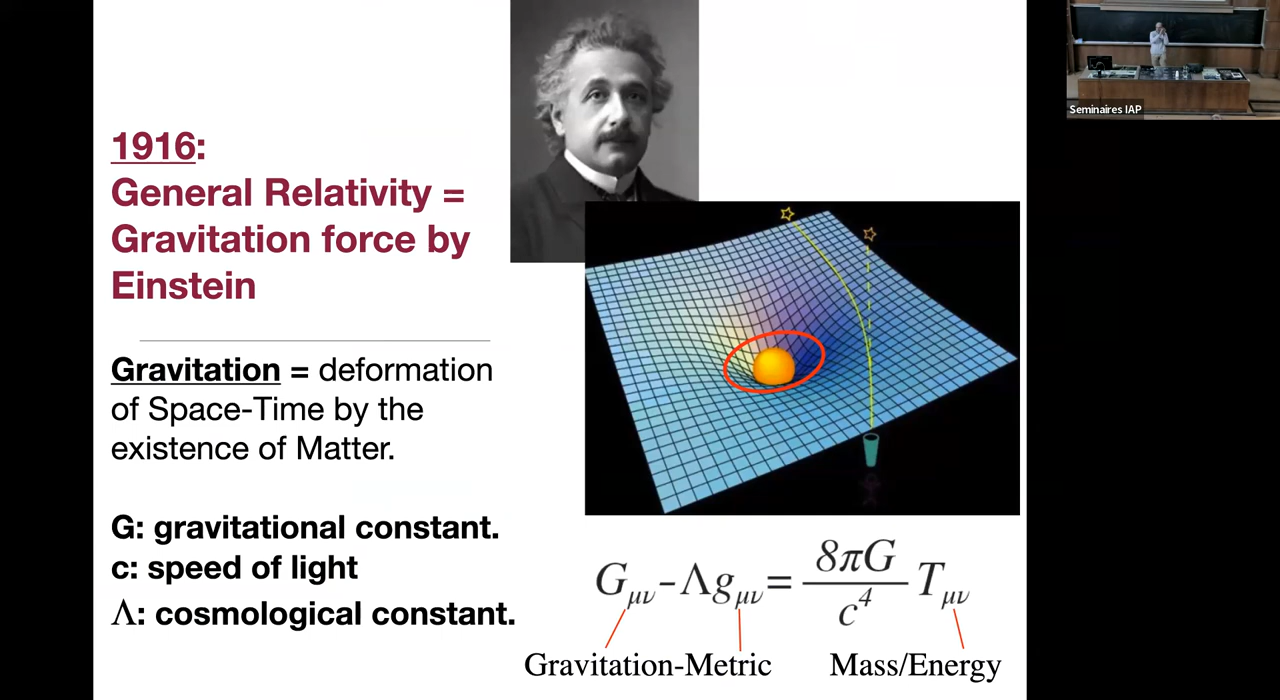 1916:
General Relativity =
Gravitation force by
Einstein
Gravitation = deformation
of Space-Time by the
existence of Matter.
G: gravitational constant.
c: speed of light
Λ: cosmological constant.
G_{μν} - Λg_{μν} = \frac{8πG}{c^4} T_{μν}
Gravitation-Metric
Mass/Energy
Seminaires IAP